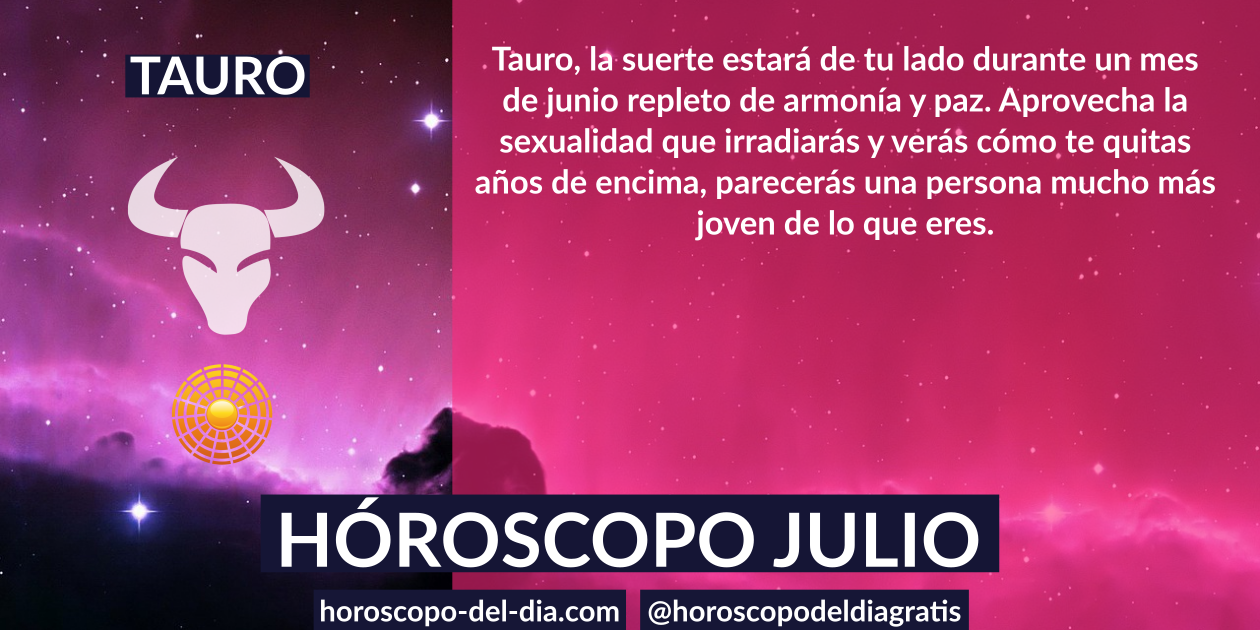 TAURO
Tauro, la suerte estará de tu lado durante un mes
de junio repleto de armonía y paz. Aprovecha la
sexualidad que irradiarás y verás cómo te quitas
años de encima, parecerás una persona mucho más
joven de lo que eres.
HÓROSCOPO JULIO
horoscopo-del-dia.com
@horoscopodeldiagratis